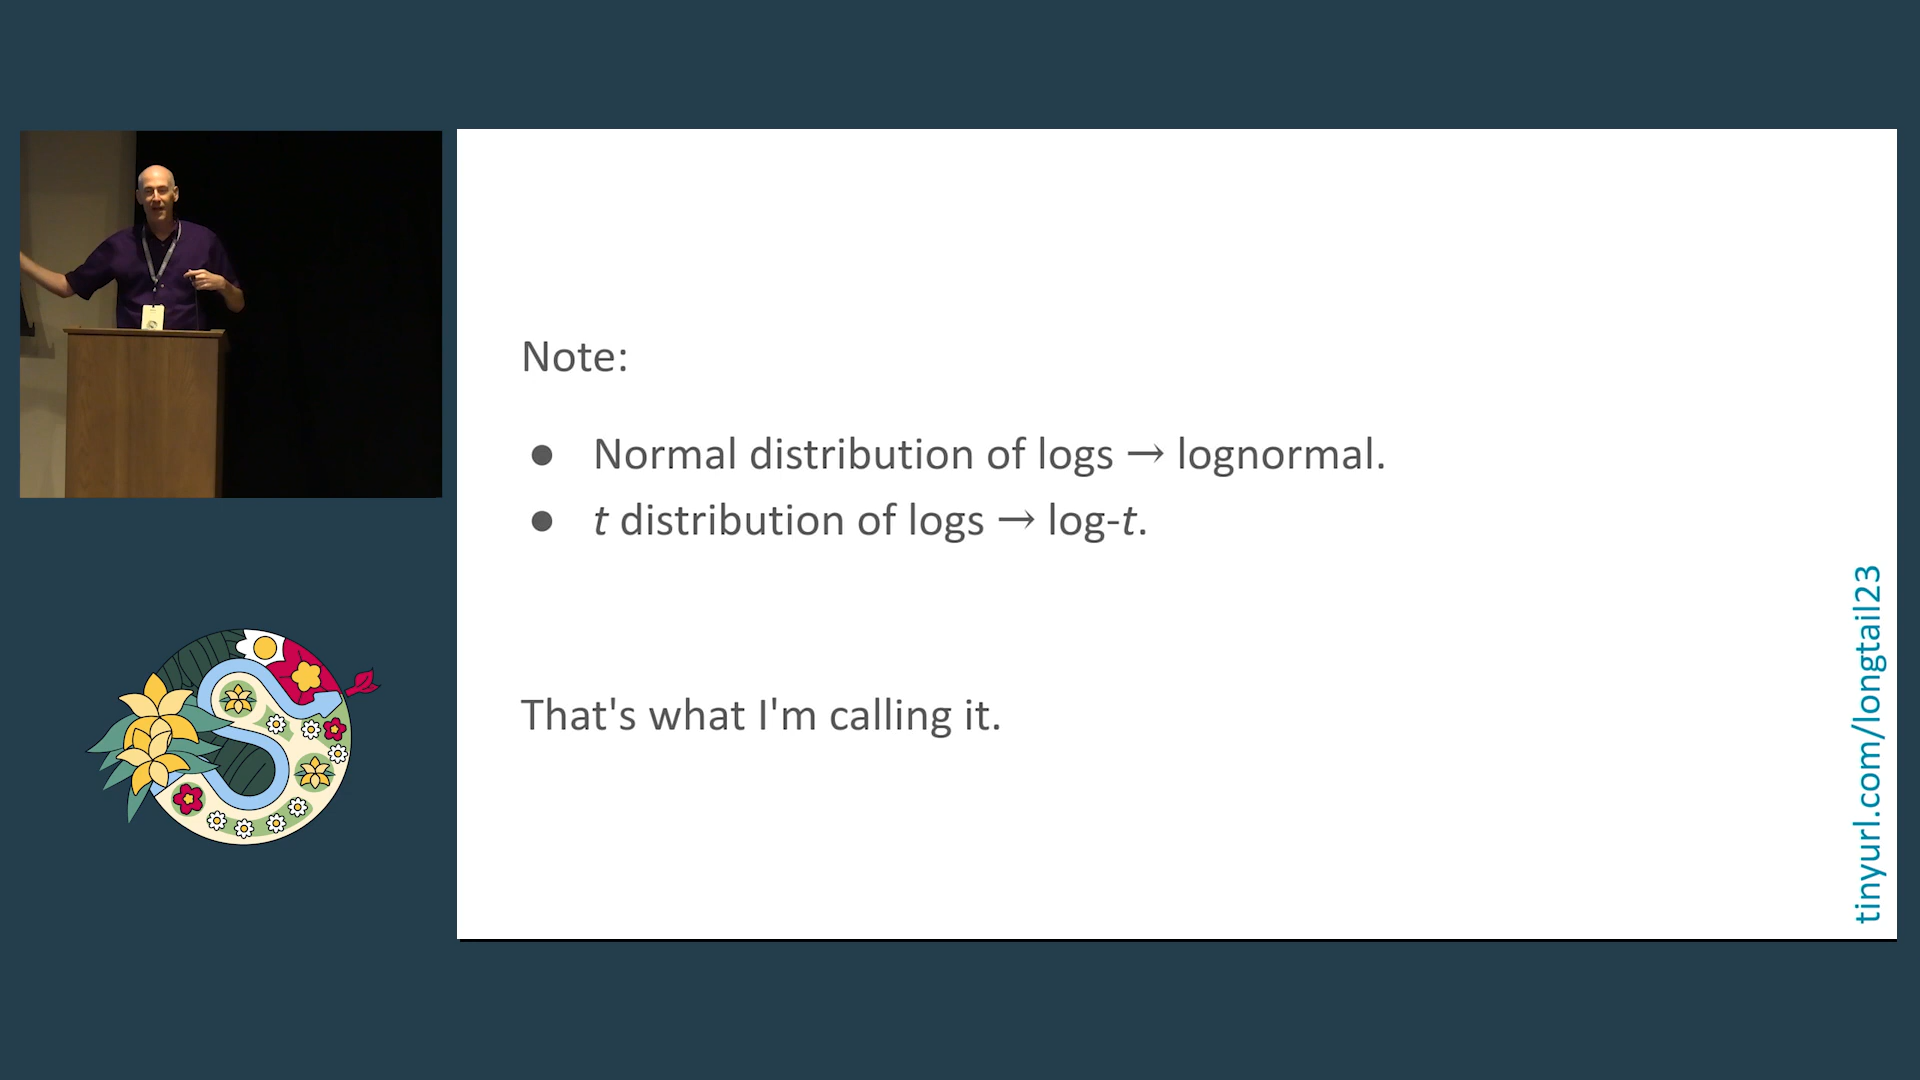 Note:
● Normal distribution of logs → lognormal.
● t distribution of logs → log-t.
That's what I'm calling it.
tinyurl.com/longtail23